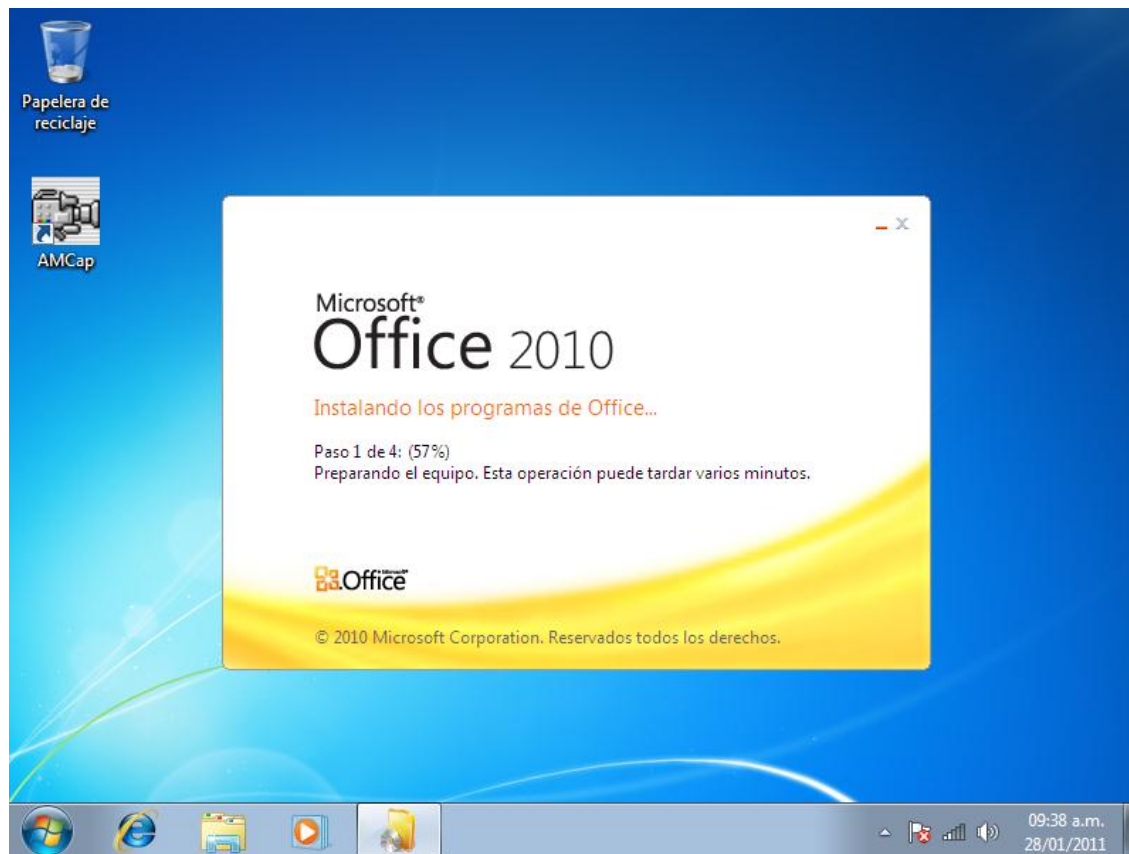 Papelera de
reciclaje
AMCap
Microsoft®
Office 2010
Instalando los programas de Office...
Paso 1 de 4: (57%)
Preparando el equipo. Esta operación puede tardar varios minutos.
Office
© 2010 Microsoft Corporation. Reservados todos los derechos.
09:38 a.m.
28/01/2011